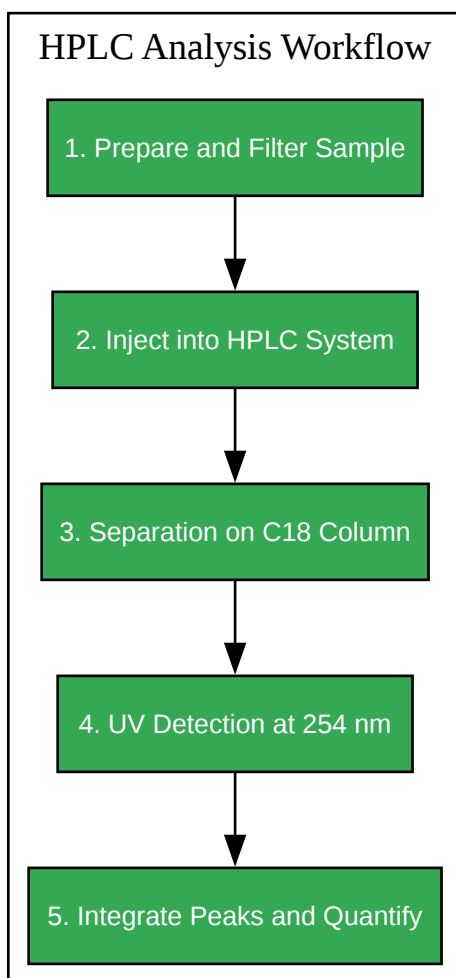 HPLC Analysis Workflow
1. Prepare and Filter Sample
2. Inject into HPLC System
3. Separation on C18 Column
4. UV Detection at 254 nm
5. Integrate Peaks and Quantify